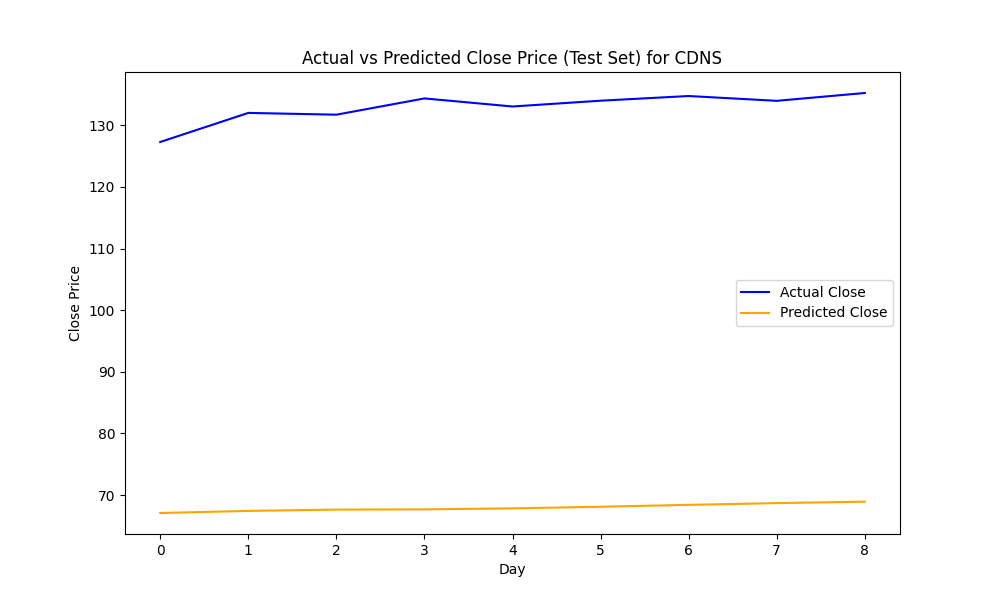 Actual vs Predicted Close Price (Test Set) for CDNS
Close Price
130
120
110
100
90
80
70
Actual Close
Predicted Close
0 1 2 3 4 5 6 7 8
Day